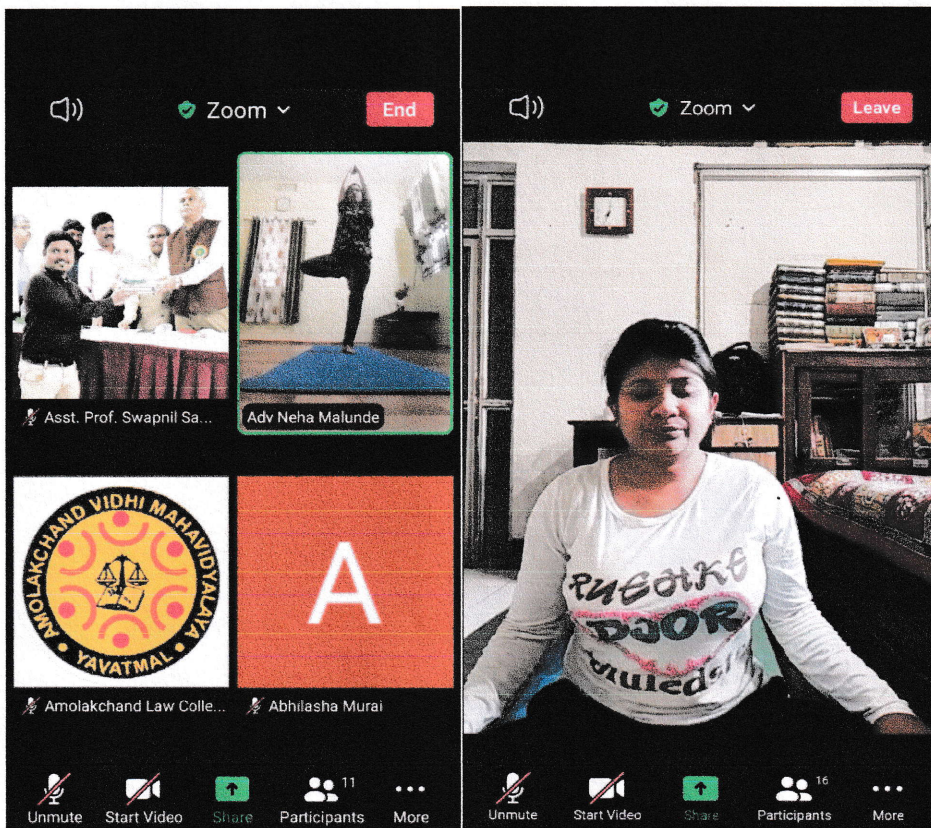 Zoom
End
Asst. Prof. Swapnil Sa...
Adv Neha Malunde
AMOLAKCHAND VIDHI MAHAVIDYALAYA
• YAVATMAL •
A
Amolakchand Law Colle...
Abhilasha Murai
Unmute
Start Video
Share
Participants
11
More
Zoom
Leave
DJOR
Unmute
Start Video
Share
Participants
16
More